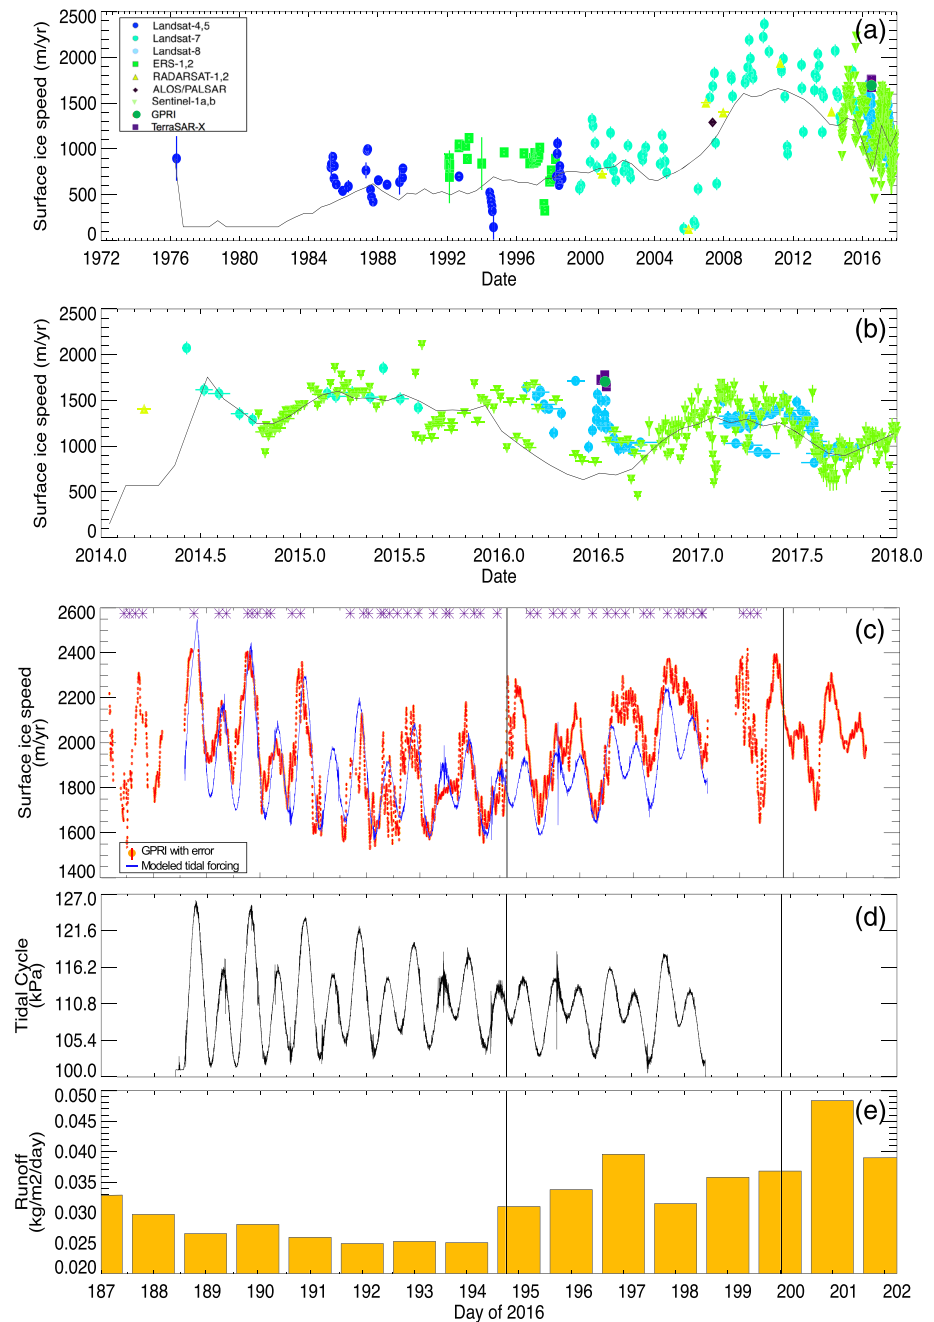 2500
2000
1500
1000
500
0
Surface ice speed (m/yr)
(a)
Landsat-4,5
Landsat-7
Landsat-8
ERS-1,2
RADARSAT-1,2
ALOS/PALSAR
Sentinel-1a,b
GPRI
TerraSAR-X
1972 1976 1980 1984 1988 1992 1996 2000 2004 2008 2012 2016
Date
2500
2000
1500
1000
500
0
Surface ice speed (m/yr)
(b)
2014.0 2014.5 2015.0 2015.5 2016.0 2016.5 2017.0 2017.5 2018.0
Date
2600
2400
2200
2000
1800
1600
1400
Surface ice speed
(m/yr)
(c)
GPRI with error
Modeled tidal forcing
127.0
121.6
116.2
110.8
105.4
100.0
Tidal Cycle
(kPa)
(d)
0.050
0.045
0.040
0.035
0.030
0.025
0.020
Runoff
(kg/m2/day)
(e)
187 188 189 190 191 192 193 194 195 196 197 198 199 200 201 202
Day of 2016